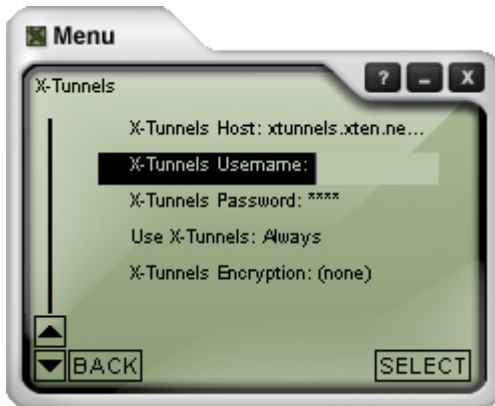 Menu
? - X
X-Tunnels
X-Tunnels Host: xtunnels.xten.ne...
X-Tunnels Username:
X-Tunnels Password: ****
Use X-Tunnels: Always
X-Tunnels Encryption: (none)
BACK SELECT